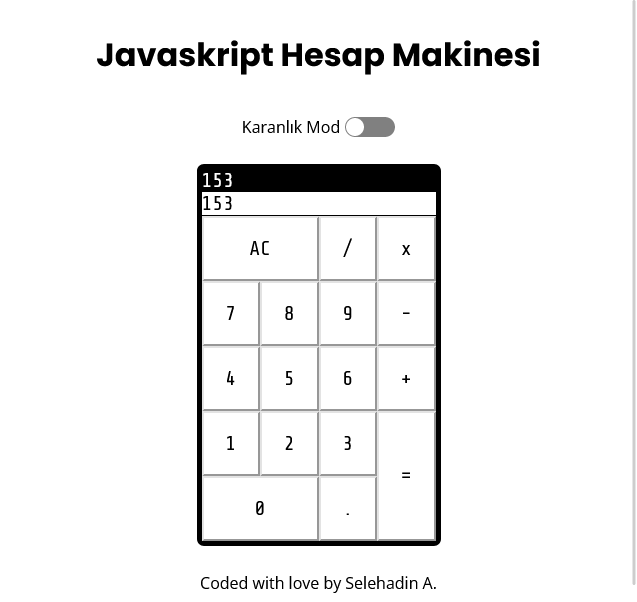 Javaskript Hesap Makinesi
Karanlık Mod
153
153
AC / x
7 8 9 -
4 5 6 +
1 2 3
=
0 .
Coded with love by Selehadin A.